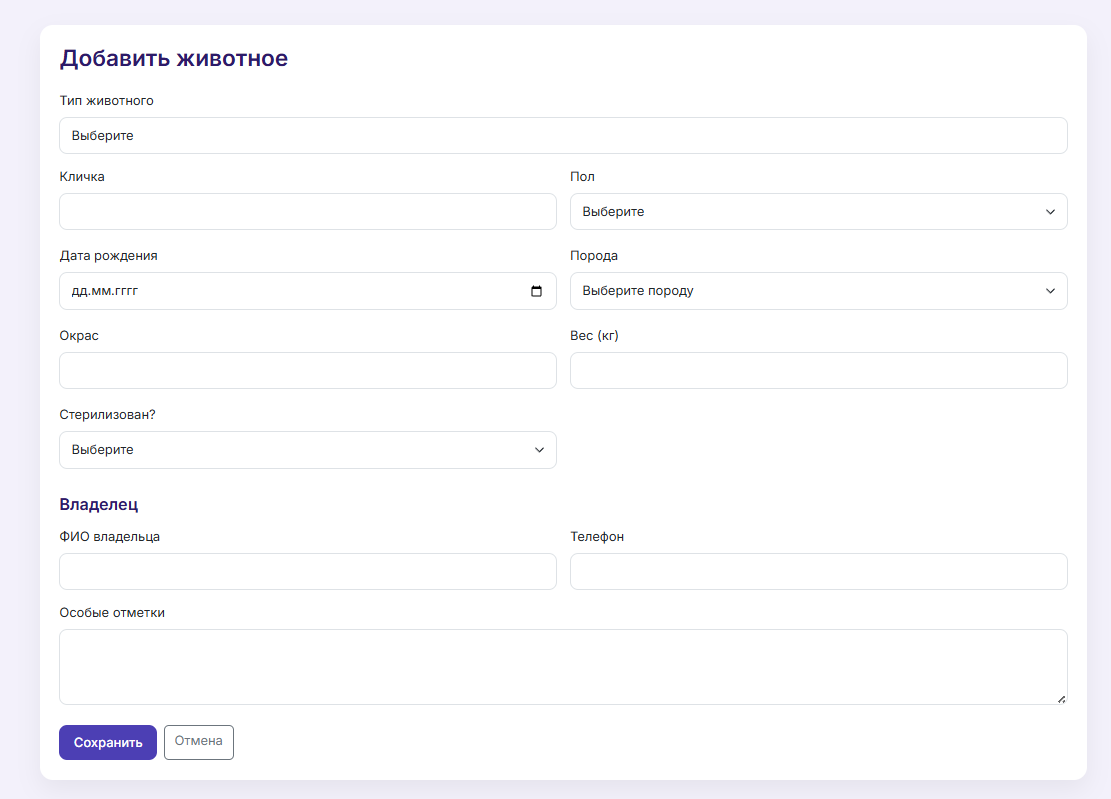 Добавить животное
Тип животного
Выберите
Кличка
Пол
Выберите
Дата рождения
Порода
дд.мм.гггг
Выберите породу
Окрас
Вес (кг)
Стерилизован?
Выберите
Владелец
ФИО владельца
Телефон
Особые отметки
Сохранить
Отмена